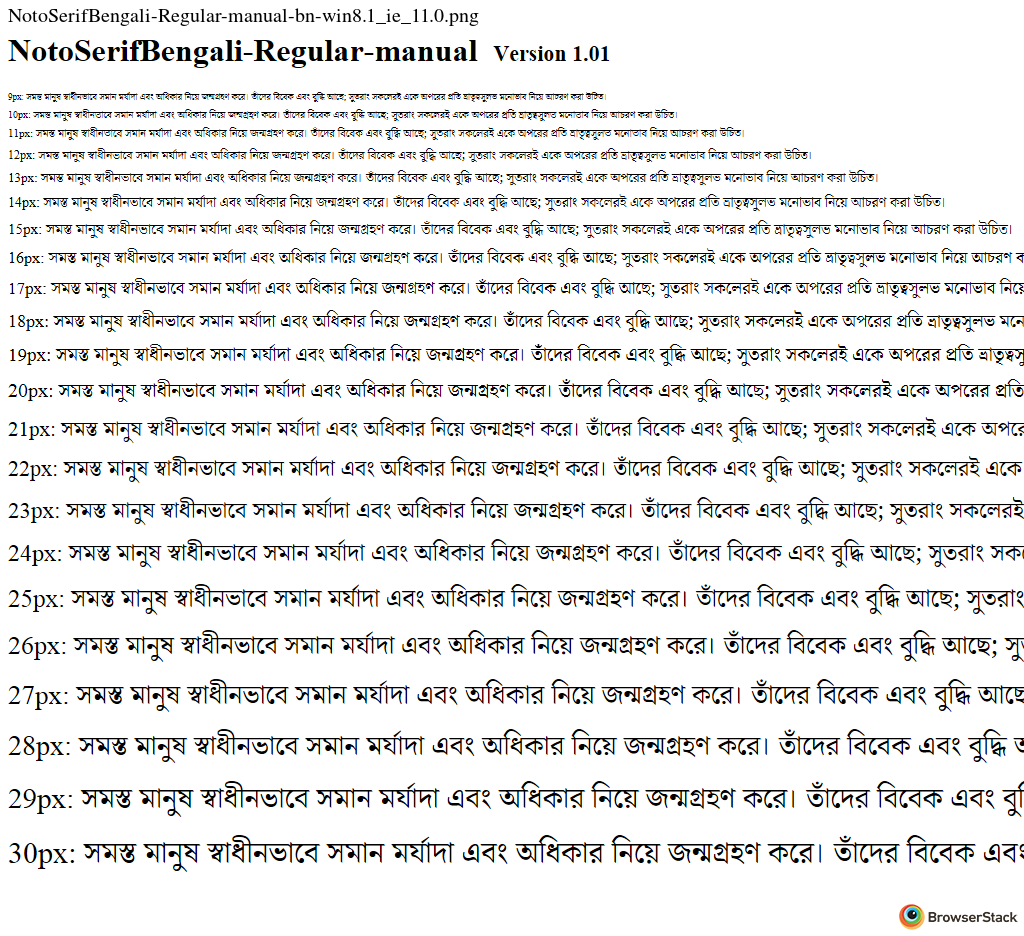 NotoSerifBengali-Regular-manual-bn-win8.1_ie_11.0.png
NotoSerifBengali-Regular-manual Version 1.01
9px: সমস্ত মানুষ স্বাধীনভাবে সমান মর্যাদা এবং অধিকার নিয়ে জন্মগ্রহণ করে। তাঁদের বিবেক এবং বুদ্ধি আছে; সুতরাং সকলেরই একে অপরের প্রতি ভ্রাতৃত্বসুলভ মনোভাব নিয়ে আচরণ করা উচিত।
10px: সমস্ত মানুষ স্বাধীনভাবে সমান মর্যাদা এবং অধিকার নিয়ে জন্মগ্রহণ করে। তাঁদের বিবেক এবং বুদ্ধি আছে; সুতরাং সকলেরই একে অপরের প্রতি ভ্রাতৃত্বসুলভ মনোভাব নিয়ে আচরণ করা উচিত।
11px: সমস্ত মানুষ স্বাধীনভাবে সমান মর্যাদা এবং অধিকার নিয়ে জন্মগ্রহণ করে। তাঁদের বিবেক এবং বুদ্ধি আছে; সুতরাং সকলেরই একে অপরের প্রতি ভ্রাতৃত্বসুলভ মনোভাব নিয়ে আচরণ করা উচিত।
12px: সমস্ত মানুষ স্বাধীনভাবে সমান মর্যাদা এবং অধিকার নিয়ে জন্মগ্রহণ করে। তাঁদের বিবেক এবং বুদ্ধি আছে; সুতরাং সকলেরই একে অপরের প্রতি ভ্রাতৃত্বসুলভ মনোভাব নিয়ে আচরণ করা উচিত।
13px: সমস্ত মানুষ স্বাধীনভাবে সমান মর্যাদা এবং অধিকার নিয়ে জন্মগ্রহণ করে। তাঁদের বিবেক এবং বুদ্ধি আছে; সুতরাং সকলেরই একে অপরের প্রতি ভ্রাতৃত্বসুলভ মনোভাব নিয়ে আচরণ করা উচিত।
14px: সমস্ত মানুষ স্বাধীনভাবে সমান মর্যাদা এবং অধিকার নিয়ে জন্মগ্রহণ করে। তাঁদের বিবেক এবং বুদ্ধি আছে; সুতরাং সকলেরই একে অপরের প্রতি ভ্রাতৃত্বসুলভ মনোভাব নিয়ে আচরণ করা উচিত।
15px: সমস্ত মানুষ স্বাধীনভাবে সমান মর্যাদা এবং অধিকার নিয়ে জন্মগ্রহণ করে। তাঁদের বিবেক এবং বুদ্ধি আছে; সুতরাং সকলেরই একে অপরের প্রতি ভ্রাতৃত্বসুলভ মনোভাব নিয়ে আচরণ করা উচিত।
16px: সমস্ত মানুষ স্বাধীনভাবে সমান মর্যাদা এবং অধিকার নিয়ে জন্মগ্রহণ করে। তাঁদের বিবেক এবং বুদ্ধি আছে; সুতরাং সকলেরই একে অপরের প্রতি ভ্রাতৃত্বসুলভ মনোভাব নিয়ে আচরণ ক
17px: সমস্ত মানুষ স্বাধীনভাবে সমান মর্যাদা এবং অধিকার নিয়ে জন্মগ্রহণ করে। তাঁদের বিবেক এবং বুদ্ধি আছে; সুতরাং সকলেরই একে অপরের প্রতি ভ্রাতৃত্বসুলভ মনোভাব নিয়ে
18px: সমস্ত মানুষ স্বাধীনভাবে সমান মর্যাদা এবং অধিকার নিয়ে জন্মগ্রহণ করে। তাঁদের বিবেক এবং বুদ্ধি আছে; সুতরাং সকলেরই একে অপরের প্রতি ভ্রাতৃত্বসুলভ মনে
19px: সমস্ত মানুষ স্বাধীনভাবে সমান মর্যাদা এবং অধিকার নিয়ে জন্মগ্রহণ করে। তাঁদের বিবেক এবং বুদ্ধি আছে; সুতরাং সকলেরই একে অপরের প্রতি ভ্রাতৃত্বসু
20px: সমস্ত মানুষ স্বাধীনভাবে সমান মর্যাদা এবং অধিকার নিয়ে জন্মগ্রহণ করে। তাঁদের বিবেক এবং বুদ্ধি আছে; সুতরাং সকলেরই একে অপরের প্রতি
21px: সমস্ত মানুষ স্বাধীনভাবে সমান মর্যাদা এবং অধিকার নিয়ে জন্মগ্রহণ করে। তাঁদের বিবেক এবং বুদ্ধি আছে; সুতরাং সকলেরই একে অপরে
22px: সমস্ত মানুষ স্বাধীনভাবে সমান মর্যাদা এবং অধিকার নিয়ে জন্মগ্রহণ করে। তাঁদের বিবেক এবং বুদ্ধি আছে; সুতরাং সকলেরই একে
23px: সমস্ত মানুষ স্বাধীনভাবে সমান মর্যাদা এবং অধিকার নিয়ে জন্মগ্রহণ করে। তাঁদের বিবেক এবং বুদ্ধি আছে; সুতরাং সকলেরই
24px: সমস্ত মানুষ স্বাধীনভাবে সমান মর্যাদা এবং অধিকার নিয়ে জন্মগ্রহণ করে। তাঁদের বিবেক এবং বুদ্ধি আছে; সুতরাং সক
25px: সমস্ত মানুষ স্বাধীনভাবে সমান মর্যাদা এবং অধিকার নিয়ে জন্মগ্রহণ করে। তাঁদের বিবেক এবং বুদ্ধি আছে; সুতরাং
26px: সমস্ত মানুষ স্বাধীনভাবে সমান মর্যাদা এবং অধিকার নিয়ে জন্মগ্রহণ করে। তাঁদের বিবেক এবং বুদ্ধি আছে; সু
27px: সমস্ত মানুষ স্বাধীনভাবে সমান মর্যাদা এবং অধিকার নিয়ে জন্মগ্রহণ করে। তাঁদের বিবেক এবং বুদ্ধি আছে
28px: সমস্ত মানুষ স্বাধীনভাবে সমান মর্যাদা এবং অধিকার নিয়ে জন্মগ্রহণ করে। তাঁদের বিবেক এবং বুদ্ধি
29px: সমস্ত মানুষ স্বাধীনভাবে সমান মর্যাদা এবং অধিকার নিয়ে জন্মগ্রহণ করে। তাঁদের বিবেক এবং বু
30px: সমস্ত মানুষ স্বাধীনভাবে সমান মর্যাদা এবং অধিকার নিয়ে জন্মগ্রহণ করে। তাঁদের বিবেক এবং
BrowserStack